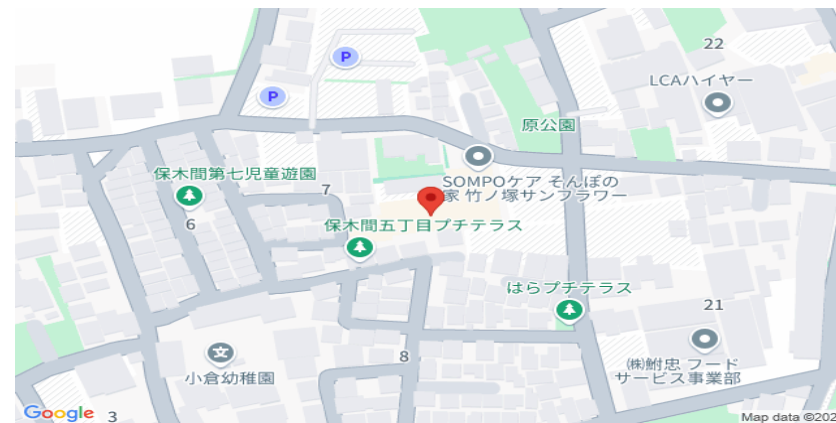 22
LCAハイヤー
P
P
原公園
保木間第七児童遊園
7
SOMPOケア そんぽの
家 竹ノ塚サンフラワー
6
保木間五丁目プチテラス
はらプチテラス
21
文
小倉幼稚園
8
㈱鮒忠 フード
サービス事業部
Google
3
Map data ©202